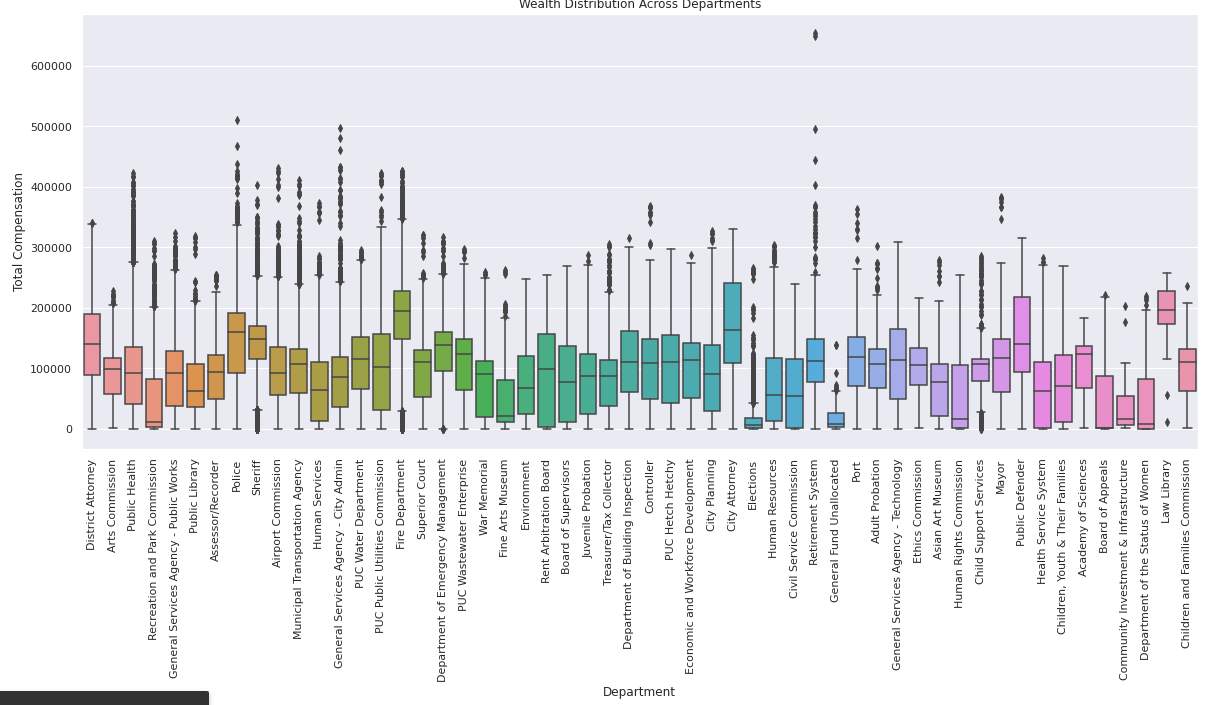 Wealth Distribution Across Departments
Total Compensation
600000
500000
400000
300000
200000
100000
0
District Attorney
Arts Commission
Public Health
Recreation and Park Commission
General Services Agency - Public Works
Public Library
Assessor/Recorder
Police
Sheriff
Airport Commission
Municipal Transportation Agency
Human Services
General Services Agency - City Admin
PUC Water Department
PUC Public Utilities Commission
Fire Department
Superior Court
Department of Emergency Management
PUC Wastewater Enterprise
War Memorial
Fine Arts Museum
Environment
Rent Arbitration Board
Board of Supervisors
Juvenile Probation
Treasurer/Tax Collector
Department of Building Inspection
Controller
PUC Hetch Hetchy
Economic and Workforce Development
City Planning
City Attorney
Elections
Human Resources
Civil Service Commission
Retirement System
General Fund Unallocated
Port
Adult Probation
General Services Agency - Technology
Ethics Commission
Asian Art Museum
Human Rights Commission
Child Support Services
Mayor
Public Defender
Health Service System
Children, Youth & Their Families
Academy of Sciences
Board of Appeals
Community Investment & Infrastructure
Department of the Status of Women
Law Library
Children and Families Commission
Department